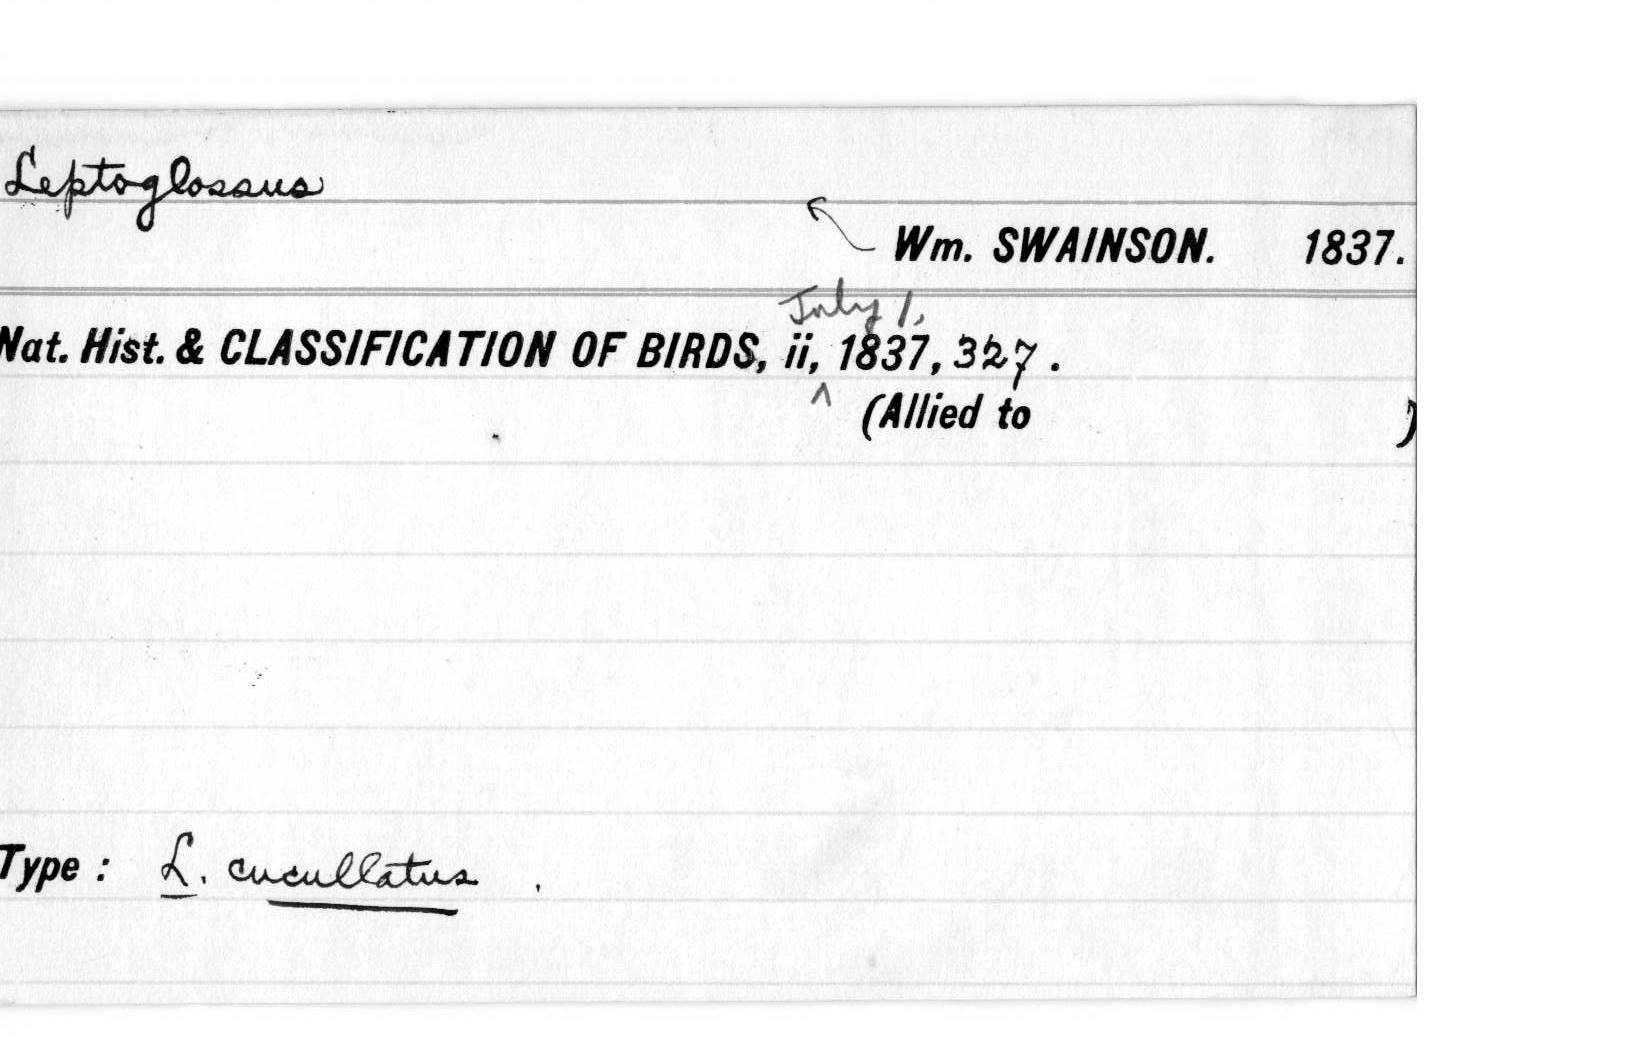 Leptoglossus
Wm. SWAINSON. 1837.
July 1,
Nat. Hist. & CLASSIFICATION OF BIRDS, ii, 1837, 327.
(Allied to )
Type : L. cucullatus .